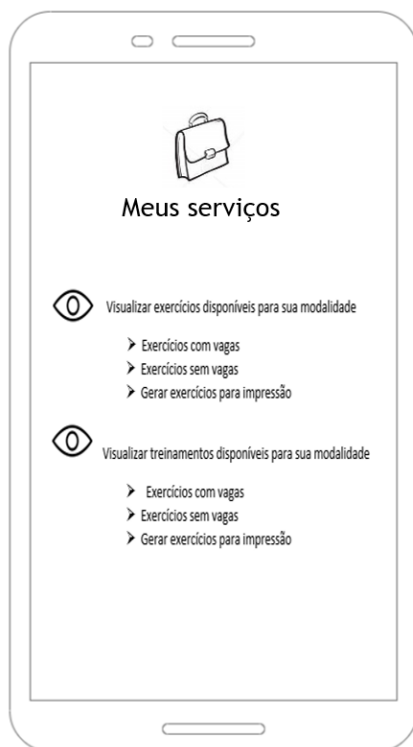 Meus serviços
Visualizar exercícios disponíveis para sua modalidade
Exercícios com vagas
Exercícios sem vagas
Gerar exercícios para impressão
Visualizar treinamentos disponíveis para sua modalidade
Exercícios com vagas
Exercícios sem vagas
Gerar exercícios para impressão